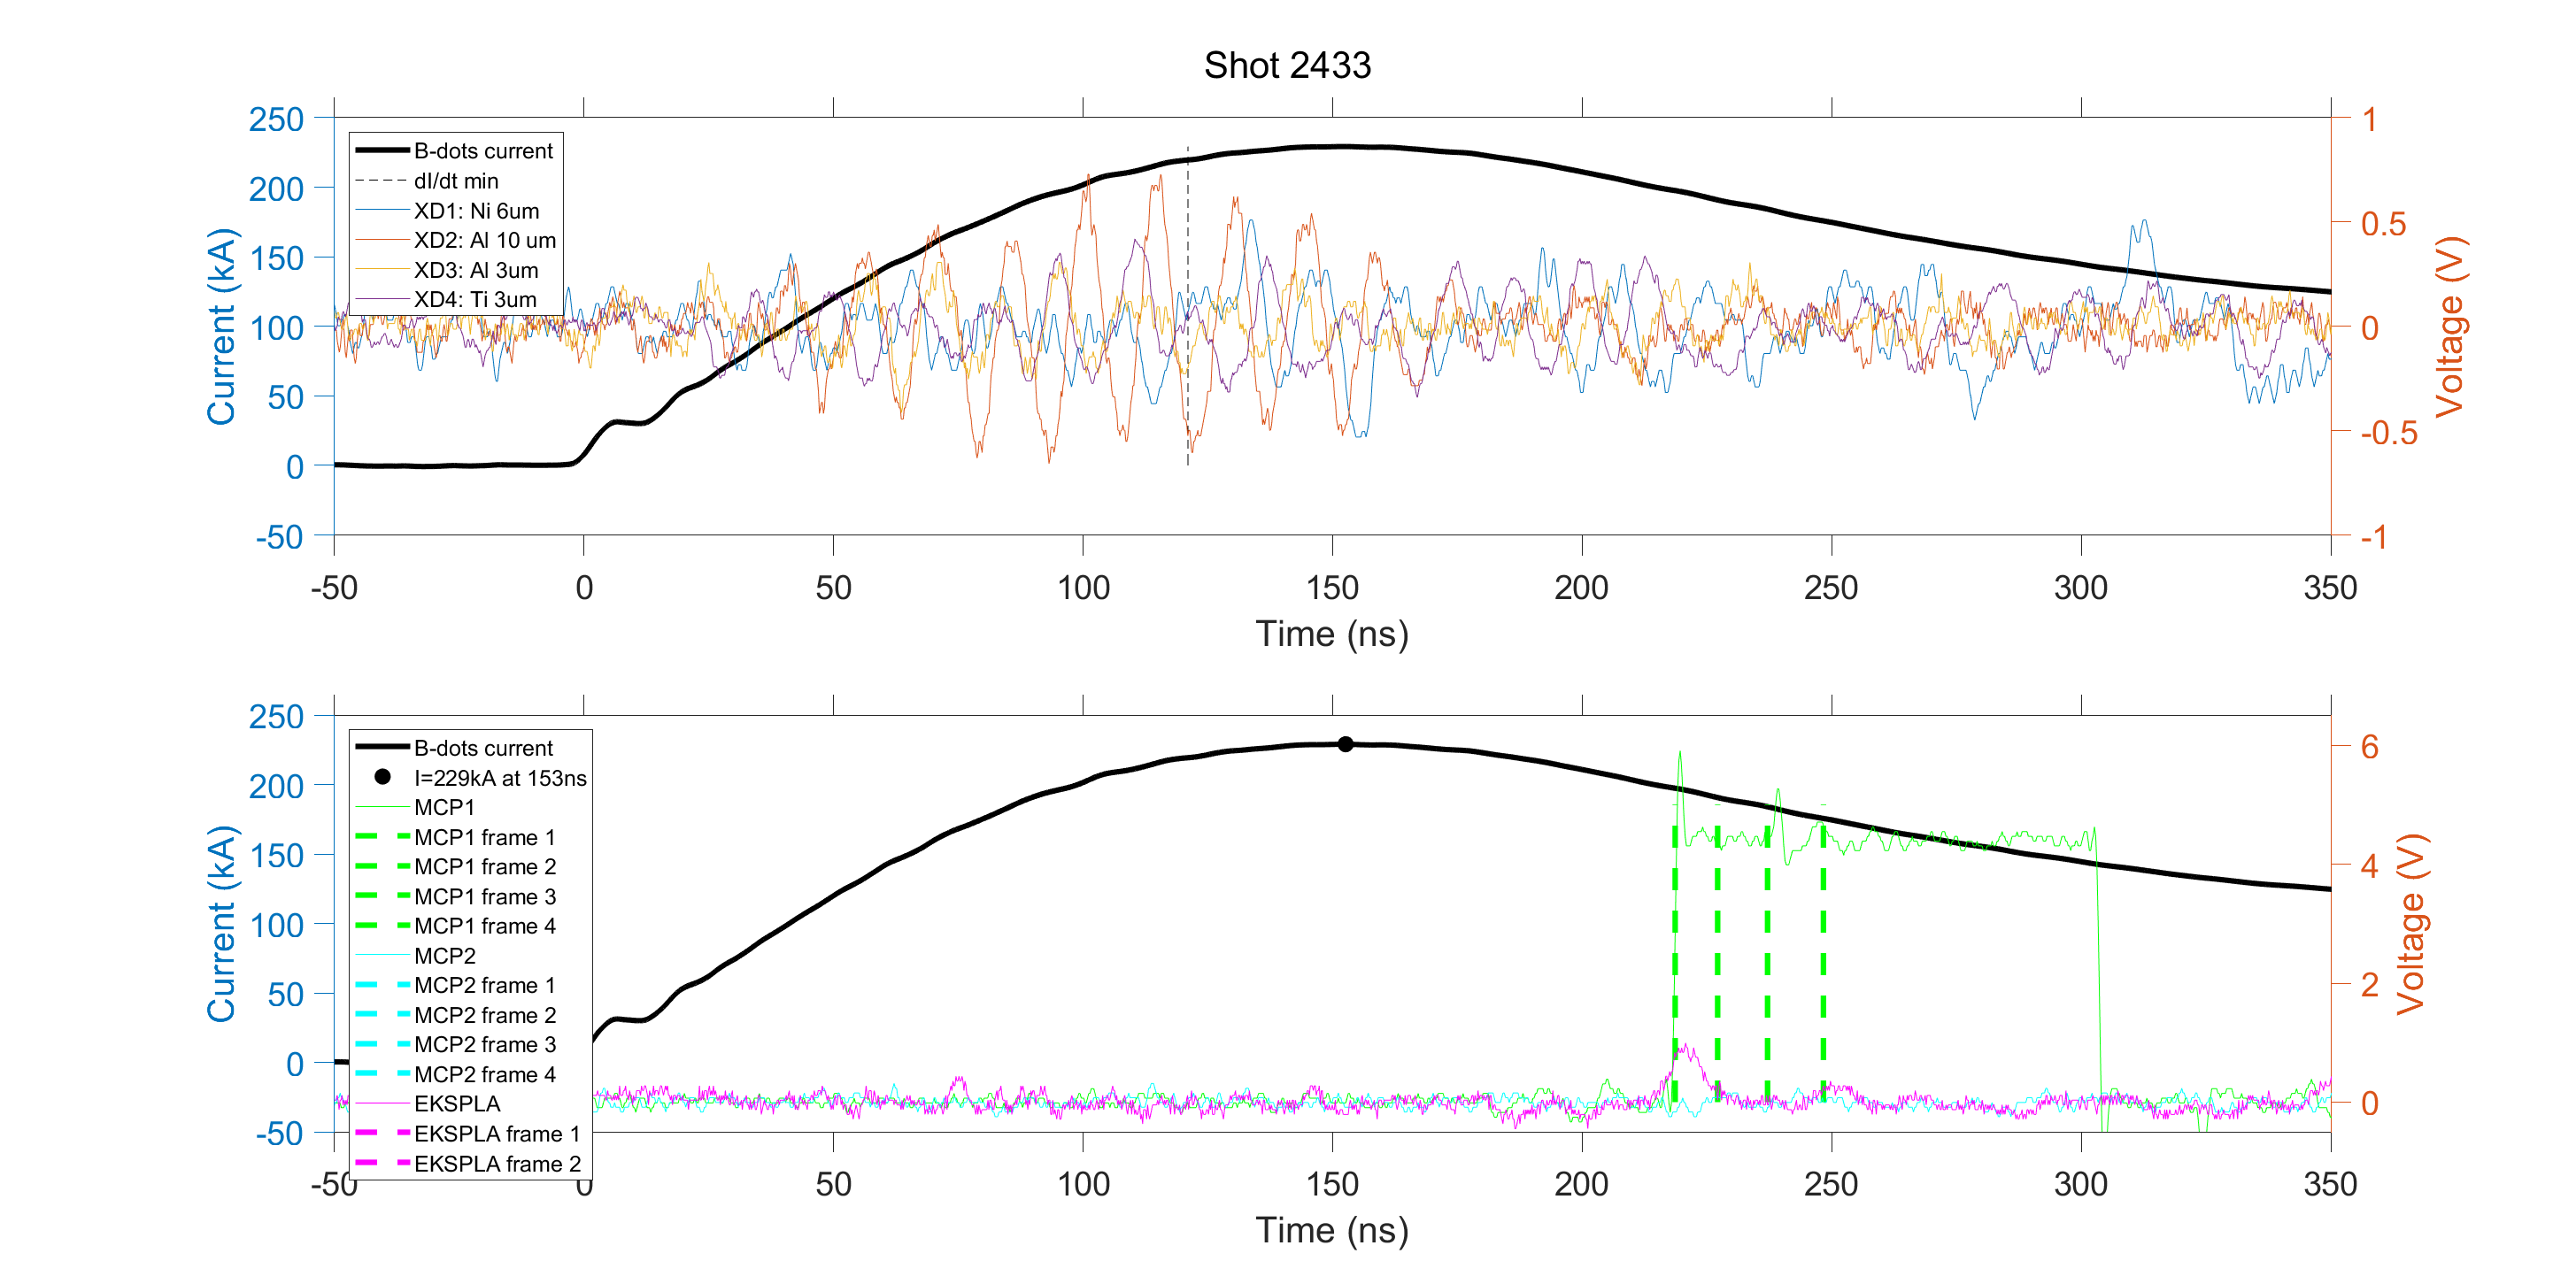 Shot 2433
250
200
150
100
50
0
-50
Current (kA)
B-dots current
dI/dt min
XD1: Ni 6um
XD2: Al 10 um
XD3: Al 3um
XD4: Ti 3um
1
0.5
0
-0.5
-1
Voltage (V)
-50 0 50 100 150 200 250 300 350
Time (ns)
250
200
150
100
50
0
-50
Current (kA)
B-dots current
I=229kA at 153ns
MCP1
MCP1 frame 1
MCP1 frame 2
MCP1 frame 3
MCP1 frame 4
MCP2
MCP2 frame 1
MCP2 frame 2
MCP2 frame 3
MCP2 frame 4
EKSPLA
EKSPLA frame 1
EKSPLA frame 2
6
4
2
0
Voltage (V)
-50 0 50 100 150 200 250 300 350
Time (ns)